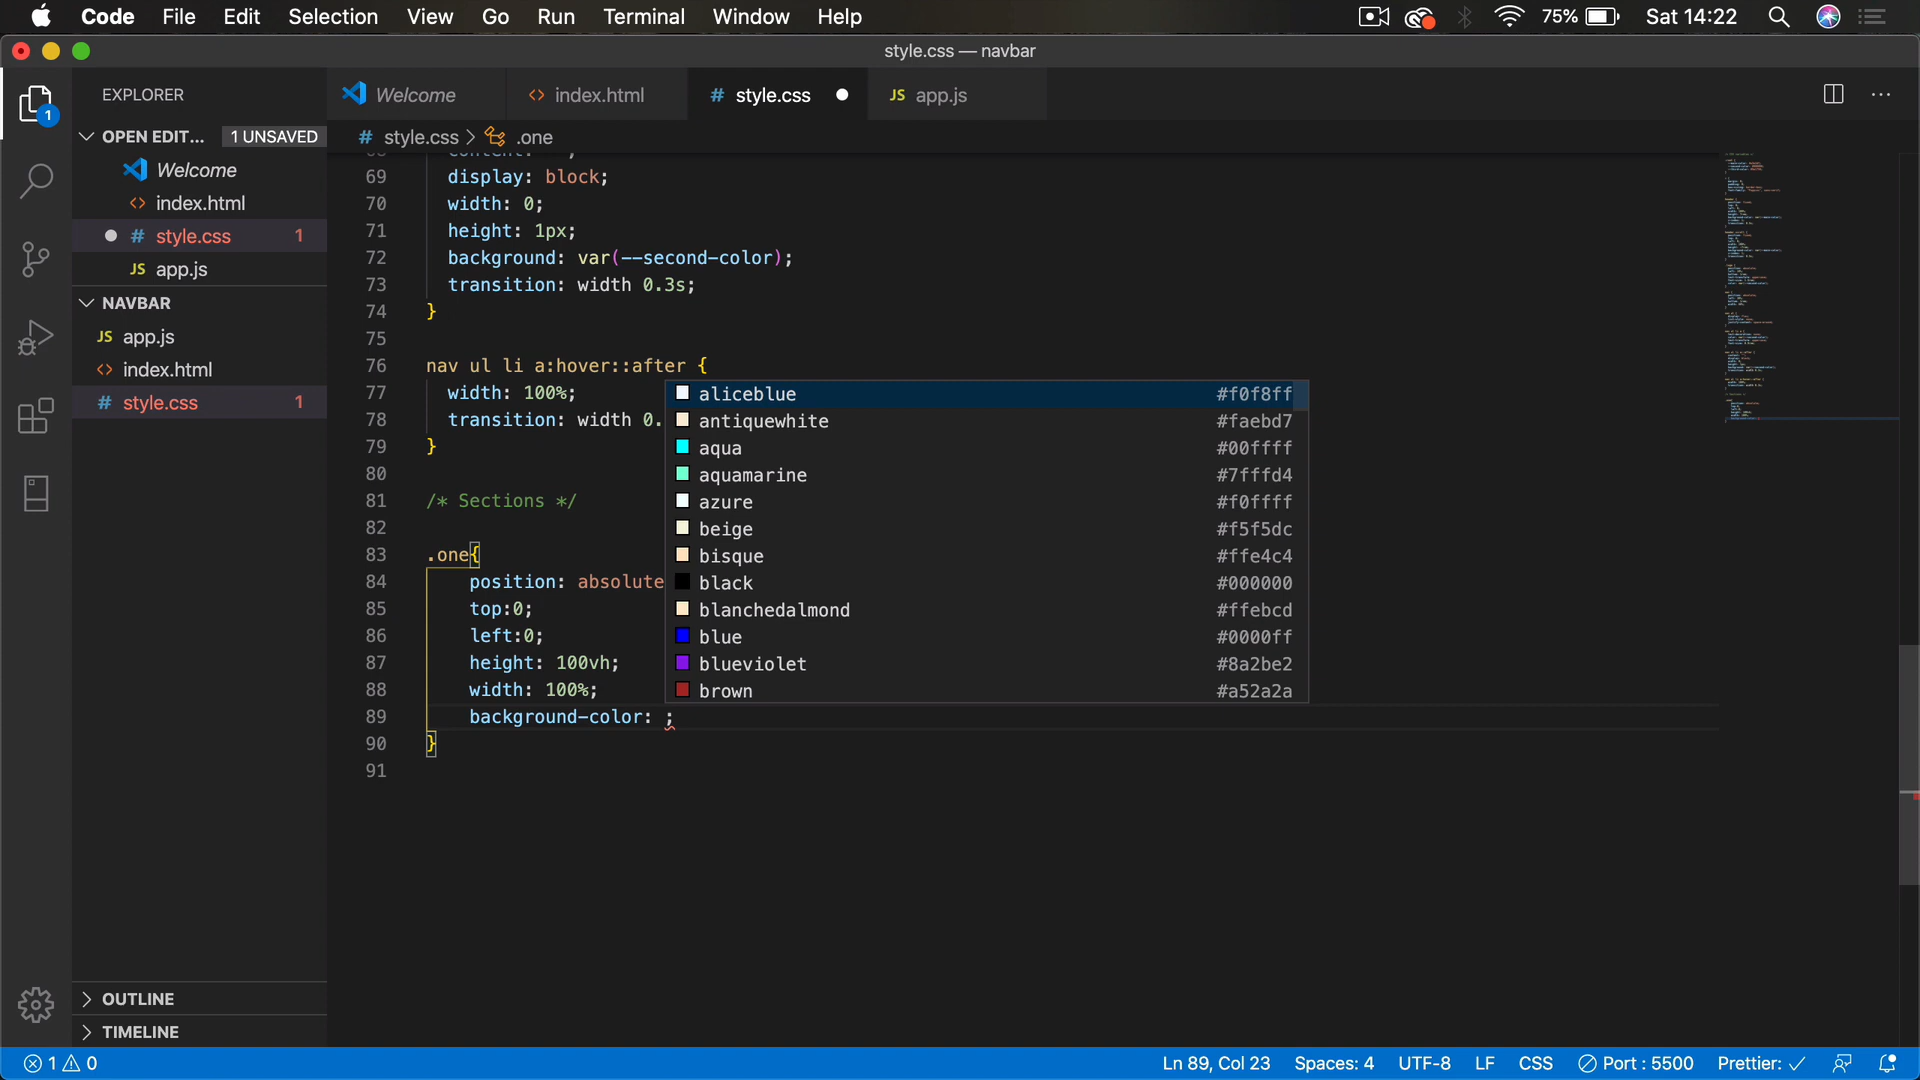 Code File Edit Selection View Go Run Terminal Window Help 75% Sat 14:22
style.css — navbar
EXPLORER
Welcome
<> index.html
# style.css
JS app.js
OPEN EDIT... 1 UNSAVED
Welcome
<> index.html
# style.css 1
JS app.js
NAVBAR
JS app.js
<> index.html
# style.css 1
OUTLINE
TIMELINE
1
# style.css > .one
69 display: block;
70 width: 0;
71 height: 1px;
72 background: var(--second-color);
73 transition: width 0.3s;
74 }
75
76 nav ul li a:hover::after {
77 width: 100%;
78 transition: width 0.
79 }
80
81 /* Sections */
82
83 .one{
84 position: absolute
85 top:0;
86 left:0;
87 height: 100vh;
88 width: 100%;
89 background-color: ;
90 }
91
aliceblue #f0f8ff
antiquewhite #faebd7
aqua #00ffff
aquamarine #7fffd4
azure #f0ffff
beige #f5f5dc
bisque #ffe4c4
black #000000
blanchedalmond #ffebcd
blue #0000ff
blueviolet #8a2be2
brown #a52a2a
1 0 Ln 89, Col 23 Spaces: 4 UTF-8 LF CSS Port : 5500 Prettier: ✓